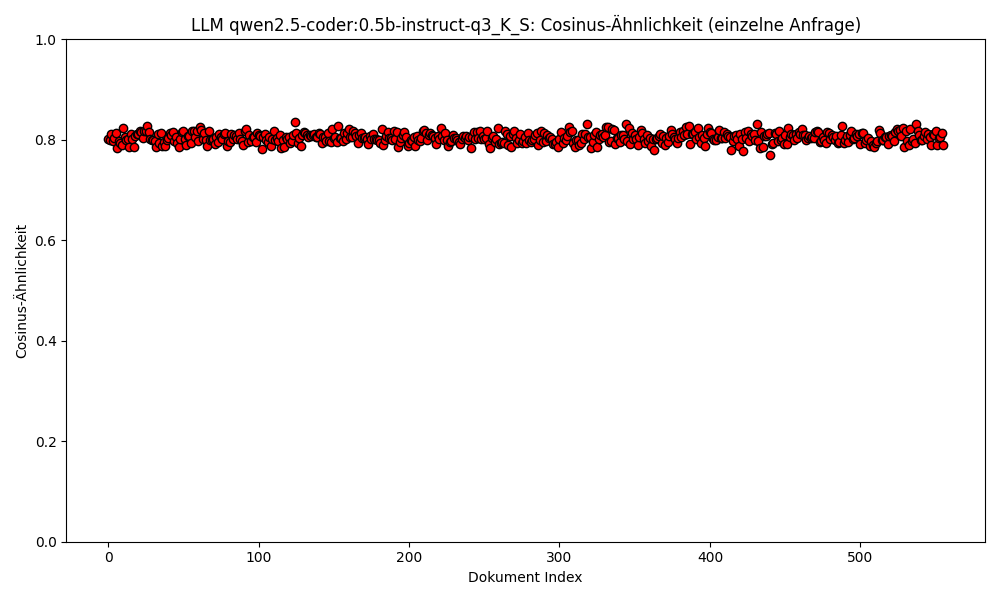 LLM qwen2.5-coder:0.5b-instruct-q3_K_S: Cosinus-Ähnlichkeit (einzelne Anfrage)
1.0
0.8
0.6
0.4
0.2
0.0
Cosinus-Ähnlichkeit
0 100 200 300 400 500
Dokument Index